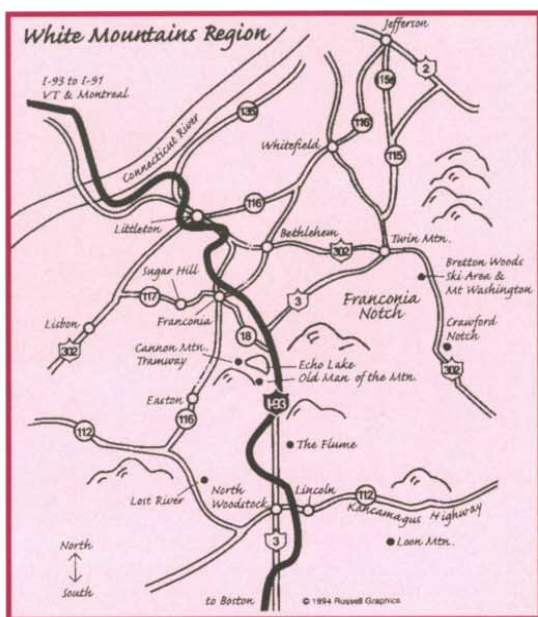 White Mountains Region
Jefferson
I-93 to I-91
VT & Montreal
2
115a
135
116
Connecticut River
Whitefield
115
116
Littleton
Bethlehem
302
Twin Mtn.
Bretton Woods
Ski Area &
Mt Washington
Sugar Hill
117
3
Franconia
Franconia
Notch
Lisbon
18
Crawford
Notch
302
Cannon Mtn.
Tramway
Echo Lake
Old Man of the Mtn.
302
Easton
I-93
116
112
The Flume
Lost River
North
Woodstock
Lincoln
112
Kancamagus Highway
3
Loon Mtn.
North
South
to Boston
© 1994 Russell Graphics